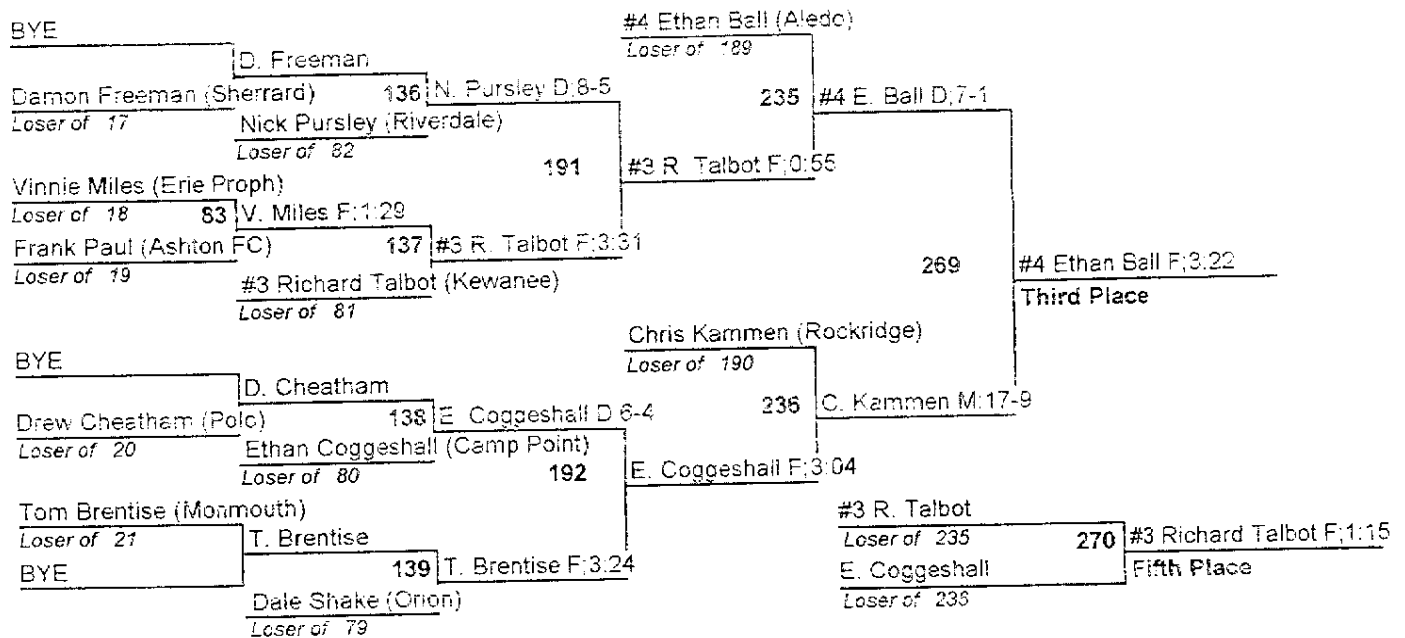 BYE
D. Freeman
Damon Freeman (Sherrard)
Loser of 17
136
N. Pursley D;8-5
Nick Pursley (Riverdale)
Loser of 82
191
#3 R. Talbot F;0:55
Vinnie Miles (Erie Proph)
Loser of 18
83
V. Miles F;1:29
Frank Paul (Ashton FC)
Loser of 19
137
#3 R. Talbot F;3:31
#3 Richard Talbot (Kewanee)
Loser of 81
#4 Ethan Ball (Aledo)
Loser of 189
235
#4 E. Ball D;7-1
269
#4 Ethan Ball F;3:22
Third Place
BYE
D. Cheatham
Drew Cheatham (Polo)
Loser of 20
138
E. Coggeshall D;6-4
Ethan Coggeshall (Camp Point)
Loser of 80
192
E. Coggeshall F;3:04
Tom Brentise (Monmouth)
Loser of 21
T. Brentise
BYE
139
T. Brentise F;3:24
Dale Shake (Orion)
Loser of 79
Chris Kammen (Rockridge)
Loser of 190
236
C. Kammen M;17-9
#3 R. Talbot
Loser of 235
270
#3 Richard Talbot F;1:15
E. Coggeshall
Loser of 236
Fifth Place